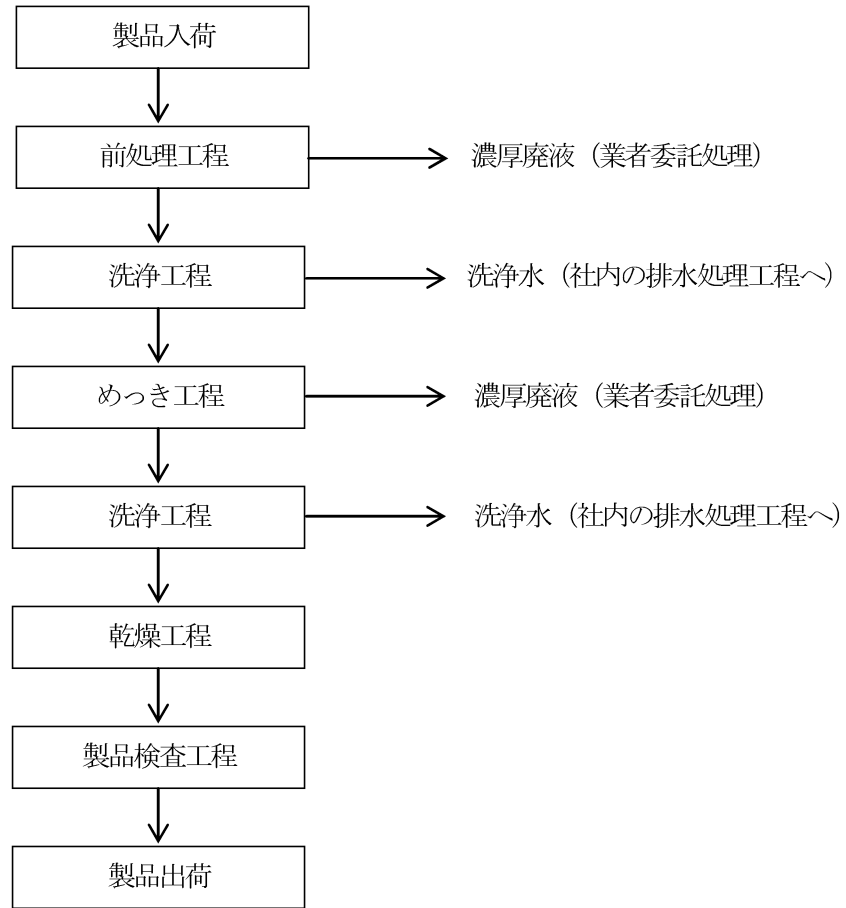 製品入荷
前処理工程
濃厚廃液（業者委託処理）
洗浄工程
洗浄水（社内の排水処理工程へ）
めっき工程
濃厚廃液（業者委託処理）
洗浄工程
洗浄水（社内の排水処理工程へ）
乾燥工程
製品検査工程
製品出荷